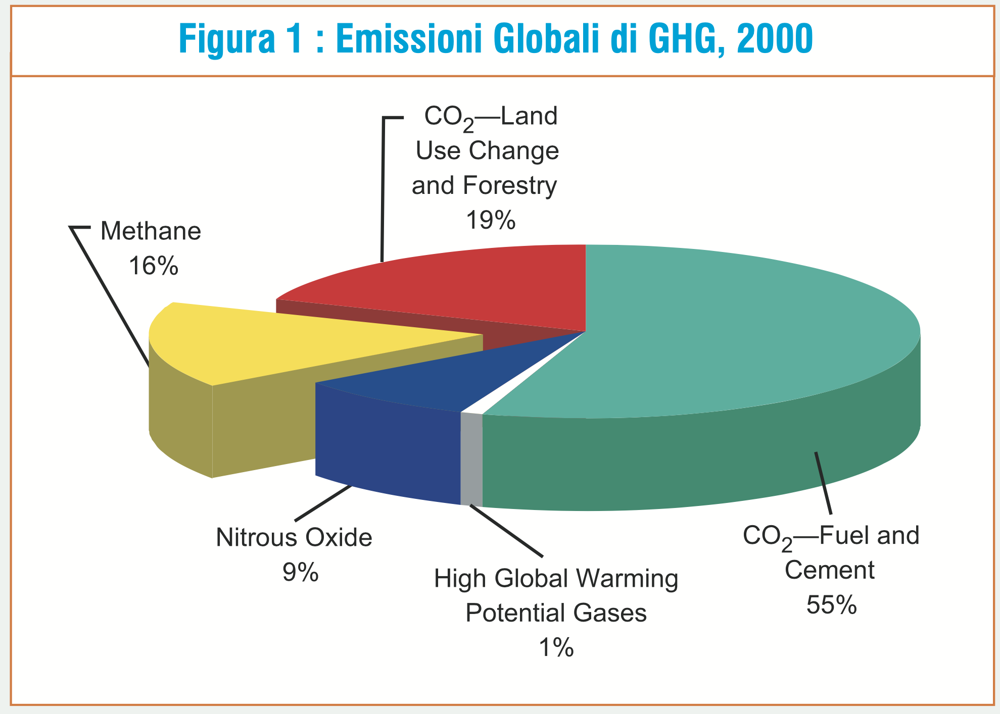 Figura 1 : Emissioni Globali di GHG, 2000
CO₂—Land
Use Change
and Forestry
19%
Methane
16%
Nitrous Oxide
9%
High Global Warming
Potential Gases
1%
CO₂—Fuel and
Cement
55%